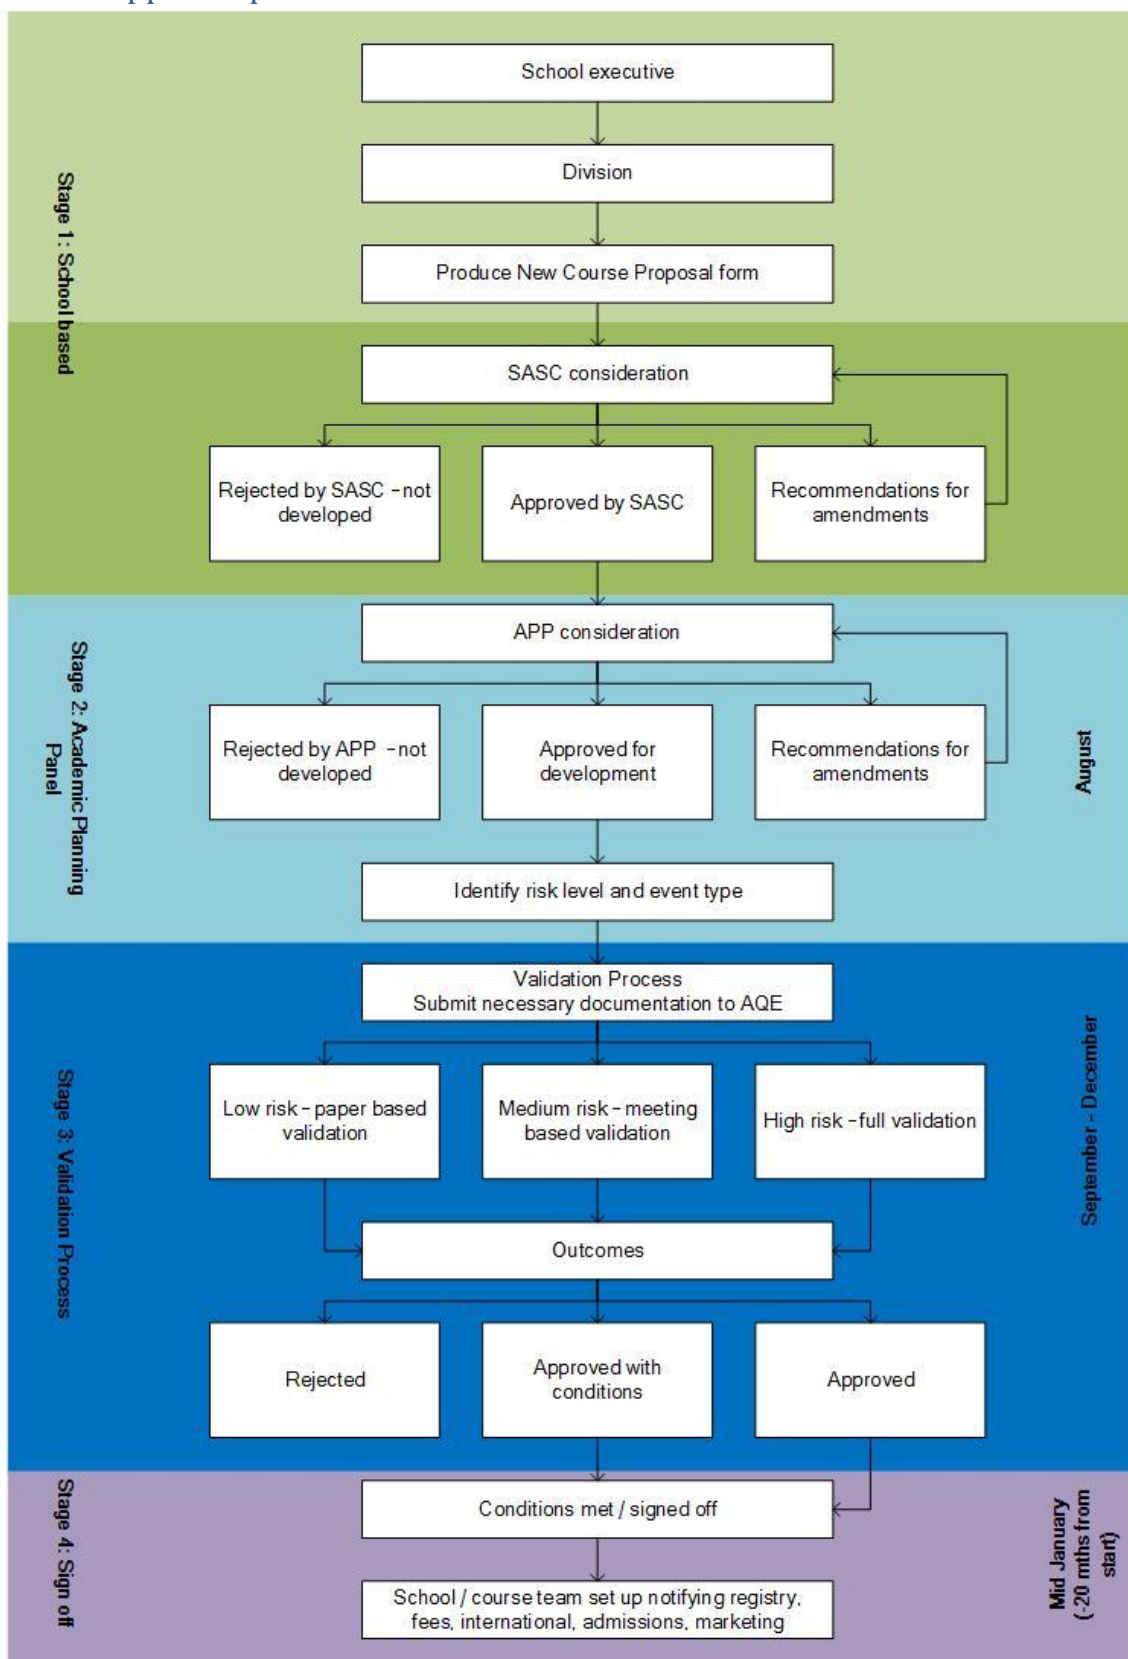 School executive
Division
Produce New Course Proposal form
Stage 1: School based
SASC consideration
Rejected by SASC – not
developed
Approved by SASC
Recommendations for
amendments
Stage 2: Academic Planning
Panel
August
APP consideration
Rejected by APP – not
developed
Approved for
development
Recommendations for
amendments
Identify risk level and event type
Stage 3: Validation Process
September - December
Validation Process
Submit necessary documentation to AQE
Low risk – paper based
validation
Medium risk – meeting
based validation
High risk – full validation
Outcomes
Rejected
Approved with
conditions
Approved
Stage 4: Sign off
Mid January
(-20 mths from
start)
Conditions met / signed off
School / course team set up notifying registry,
fees, international, admissions, marketing